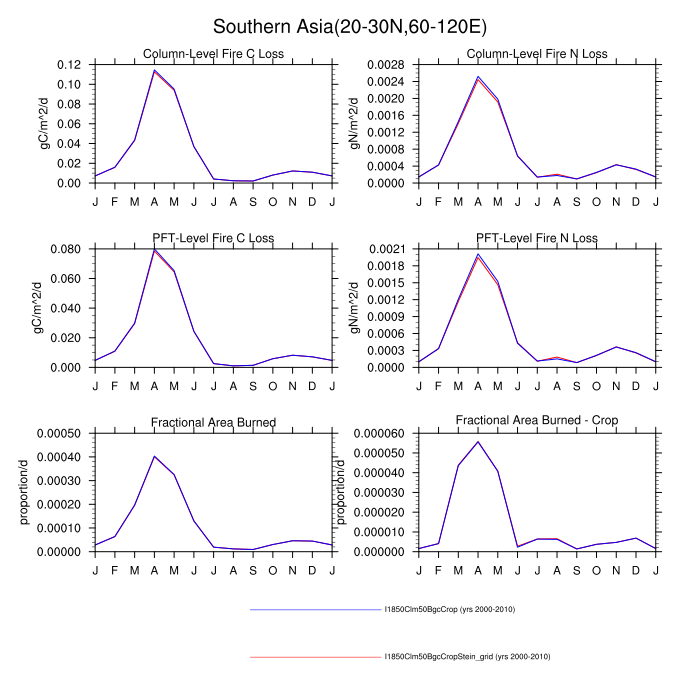 Southern Asia(20-30N,60-120E)
Column-Level Fire C Loss
gC/m^2/d
0.12
0.10
0.08
0.06
0.04
0.02
0.00
J F M A M J J A S O N D J
Column-Level Fire N Loss
gN/m^2/d
0.0028
0.0024
0.0020
0.0016
0.0012
0.0008
0.0004
0.0000
J F M A M J J A S O N D J
PFT-Level Fire C Loss
gC/m^2/d
0.080
0.060
0.040
0.020
0.000
J F M A M J J A S O N D J
PFT-Level Fire N Loss
gN/m^2/d
0.0021
0.0018
0.0015
0.0012
0.0009
0.0006
0.0003
0.0000
J F M A M J J A S O N D J
Fractional Area Burned
proportion/d
0.00050
0.00040
0.00030
0.00020
0.00010
0.00000
J F M A M J J A S O N D J
Fractional Area Burned - Crop
proportion/d
0.000060
0.000050
0.000040
0.000030
0.000020
0.000010
0.000000
J F M A M J J A S O N D J
I1850Clm50BgcCrop (yrs 2000-2010)
I1850Clm50BgcCropStein_grid (yrs 2000-2010)